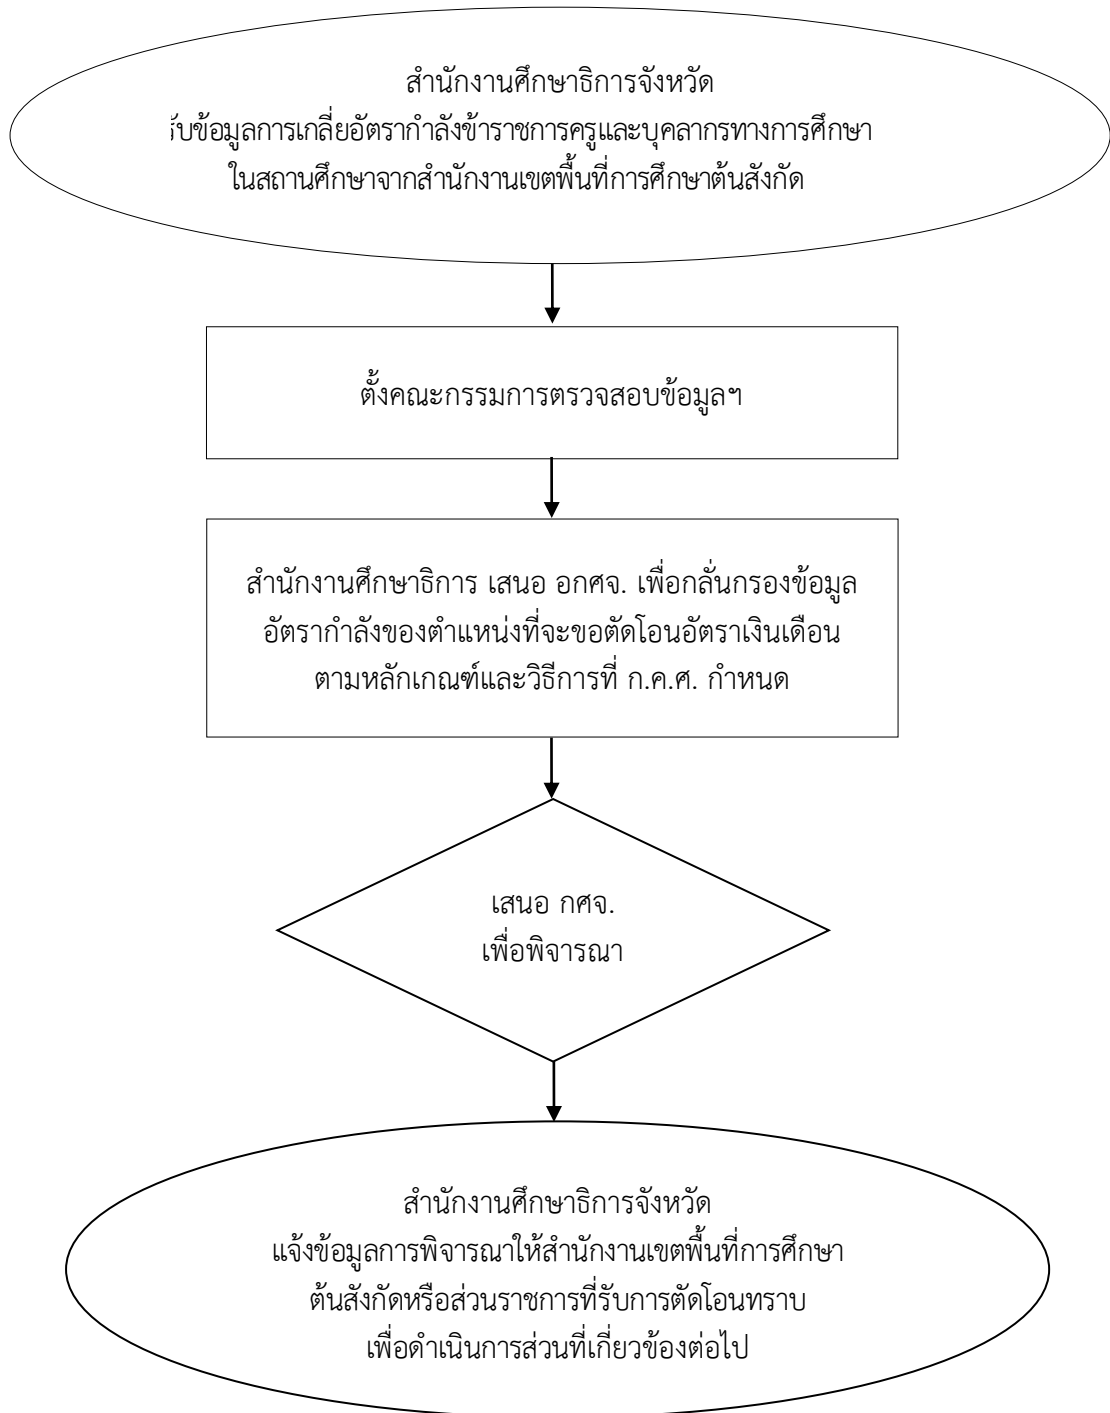 สำนักงานศึกษาธิการจังหวัด
รับข้อมูลการเกลี่ยอัตรากำลังข้าราชการครูและบุคลากรทางการศึกษา
ในสถานศึกษาจากสำนักงานเขตพื้นที่การศึกษาต้นสังกัด
ตั้งคณะกรรมการตรวจสอบข้อมูลฯ
สำนักงานศึกษาธิการ เสนอ อกศจ. เพื่อกลั่นกรองข้อมูล
อัตรากำลังของตำแหน่งที่จะขอตัดโอนอัตราเงินเดือน
ตามหลักเกณฑ์และวิธีการที่ ก.ค.ศ. กำหนด
เสนอ กศจ.
เพื่อพิจารณา
สำนักงานศึกษาธิการจังหวัด
แจ้งข้อมูลการพิจารณาให้สำนักงานเขตพื้นที่การศึกษา
ต้นสังกัดหรือส่วนราชการที่รับการตัดโอนทราบ
เพื่อดำเนินการส่วนที่เกี่ยวข้องต่อไป